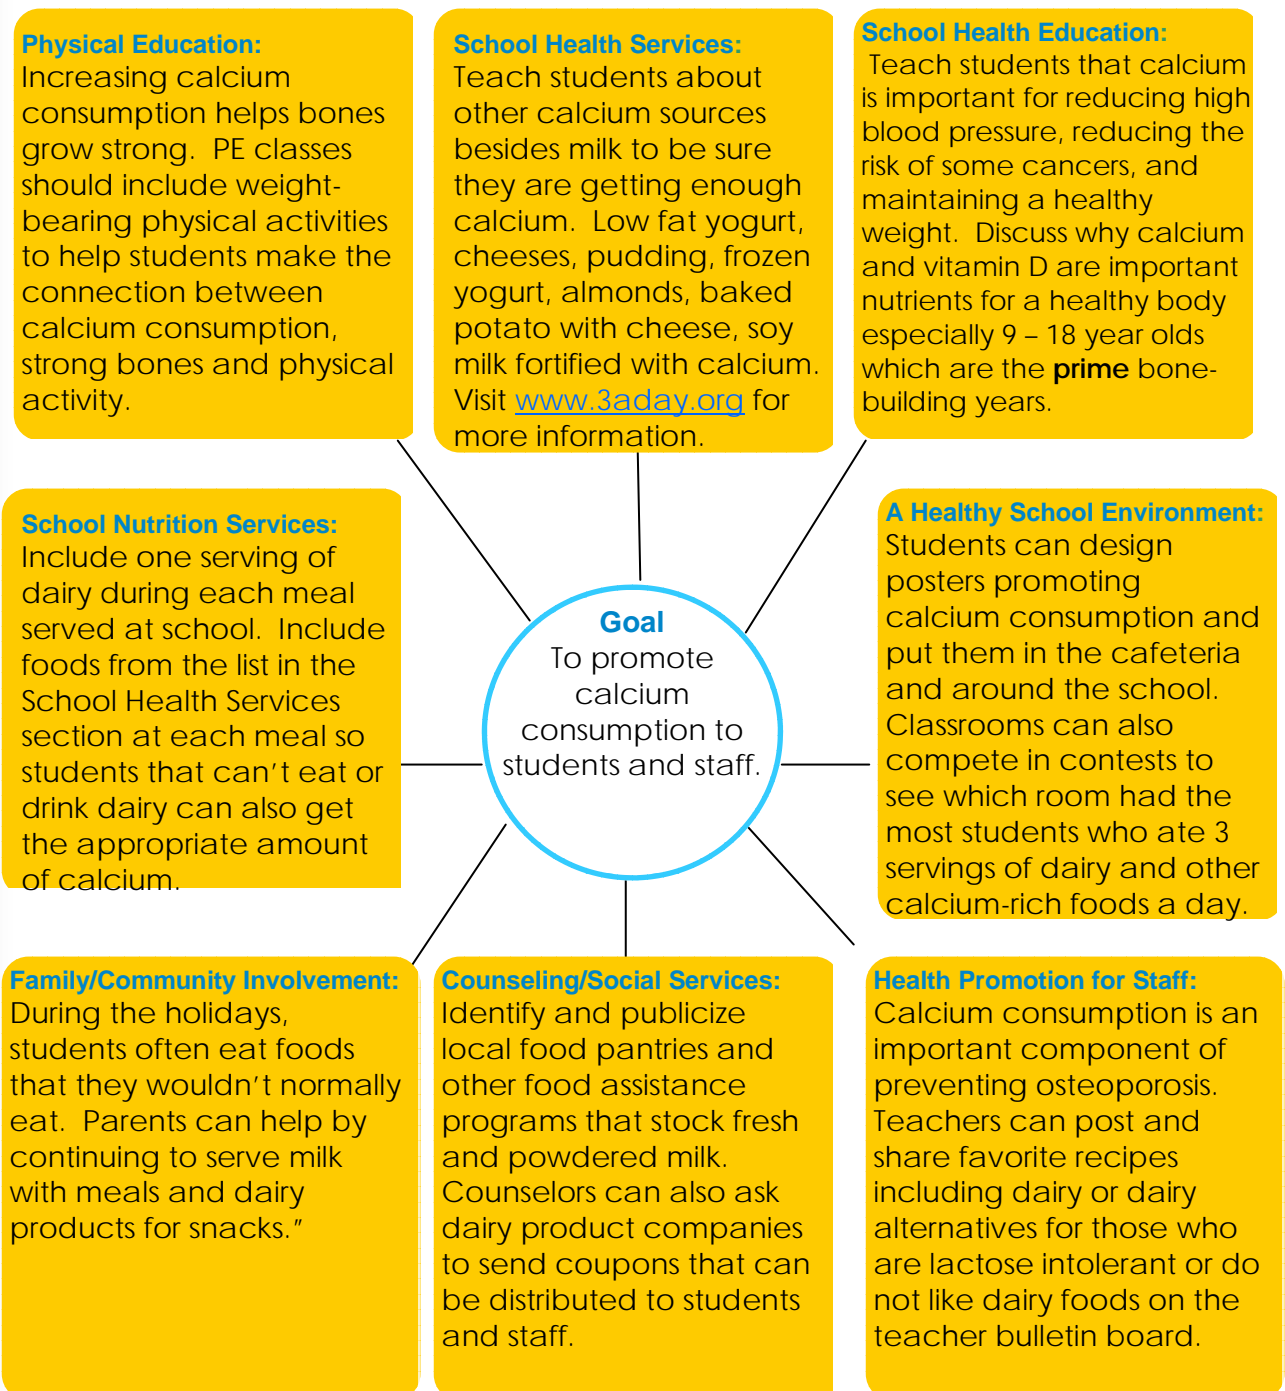 Physical Education:
Increasing calcium
consumption helps bones
grow strong.  PE classes
should include weight-
bearing physical activities
to help students make the
connection between
calcium consumption,
strong bones and physical
activity.
School Health Services:
Teach students about
other calcium sources
besides milk to be sure
they are getting enough
calcium.  Low fat yogurt,
cheeses, pudding, frozen
yogurt, almonds, baked
potato with cheese, soy
milk fortified with calcium.
Visit www.3aday.org for
more information.
School Health Education:
Teach students that calcium
is important for reducing high
blood pressure, reducing the
risk of some cancers, and
maintaining a healthy
weight.  Discuss why calcium
and vitamin D are important
nutrients for a healthy body
especially 9 – 18 year olds
which are the prime bone-
building years.
School Nutrition Services:
Include one serving of
dairy during each meal
served at school.  Include
foods from the list in the
School Health Services
section at each meal so
students that can't eat or
drink dairy can also get
the appropriate amount
of calcium.
Goal
To promote
calcium
consumption to
students and staff.
A Healthy School Environment:
Students can design
posters promoting
calcium consumption and
put them in the cafeteria
and around the school.
Classrooms can also
compete in contests to
see which room had the
most students who ate 3
servings of dairy and other
calcium-rich foods a day.
Family/Community Involvement:
During the holidays,
students often eat foods
that they wouldn't normally
eat.  Parents can help by
continuing to serve milk
with meals and dairy
products for snacks."
Counseling/Social Services:
Identify and publicize
local food pantries and
other food assistance
programs that stock fresh
and powdered milk.
Counselors can also ask
dairy product companies
to send coupons that can
be distributed to students
and staff.
Health Promotion for Staff:
Calcium consumption is an
important component of
preventing osteoporosis.
Teachers can post and
share favorite recipes
including dairy or dairy
alternatives for those who
are lactose intolerant or do
not like dairy foods on the
teacher bulletin board.